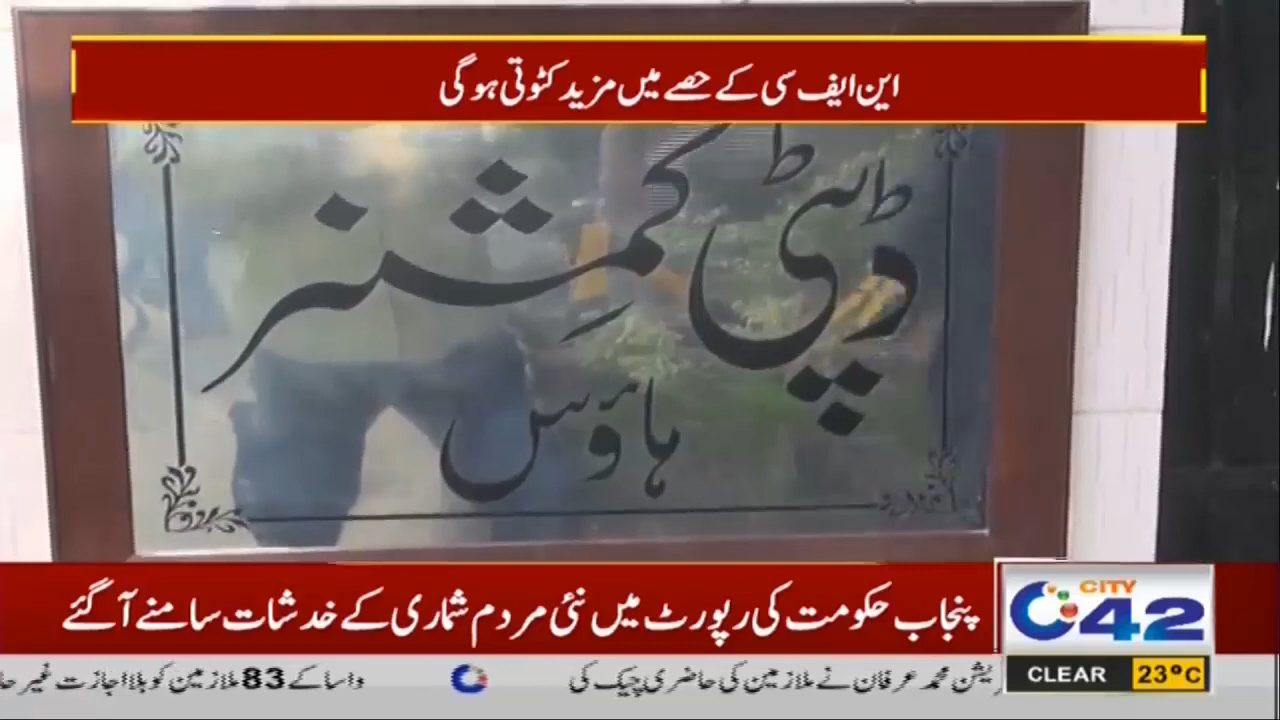 این ایف سی کے حصے میں مزید کٹوتی ہوگی
ڈپٹی کمشنر
ہاؤس
پنجاب حکومت کی رپورٹ میں نئی مردم شماری کے خدشات سامنے آگئے
CITY
42
ریشن محمد عرفان نے ملازمین کی حاضری چیک کی
واسا کے 83 ملازمین کو بلا اجازت غیر حا
CLEAR 23°C